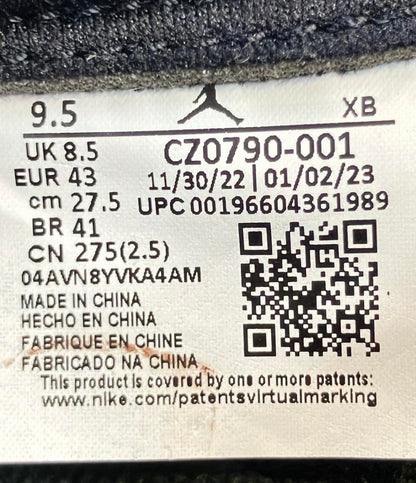 9.5 XB
UK 8.5 CZ0790-001
EUR 43 11/30/22 | 01/02/23
cm 27.5 UPC 00196604361989
BR 41
CN 275(2.5)
04AVN8YVKA4AM
MADE IN CHINA
HECHO EN CHINA
FABRIQUE EN CHINE
FABRICADO NA CHINA
This product is covered by one or more patents:
www.nike.com/patentsvirtualmarking